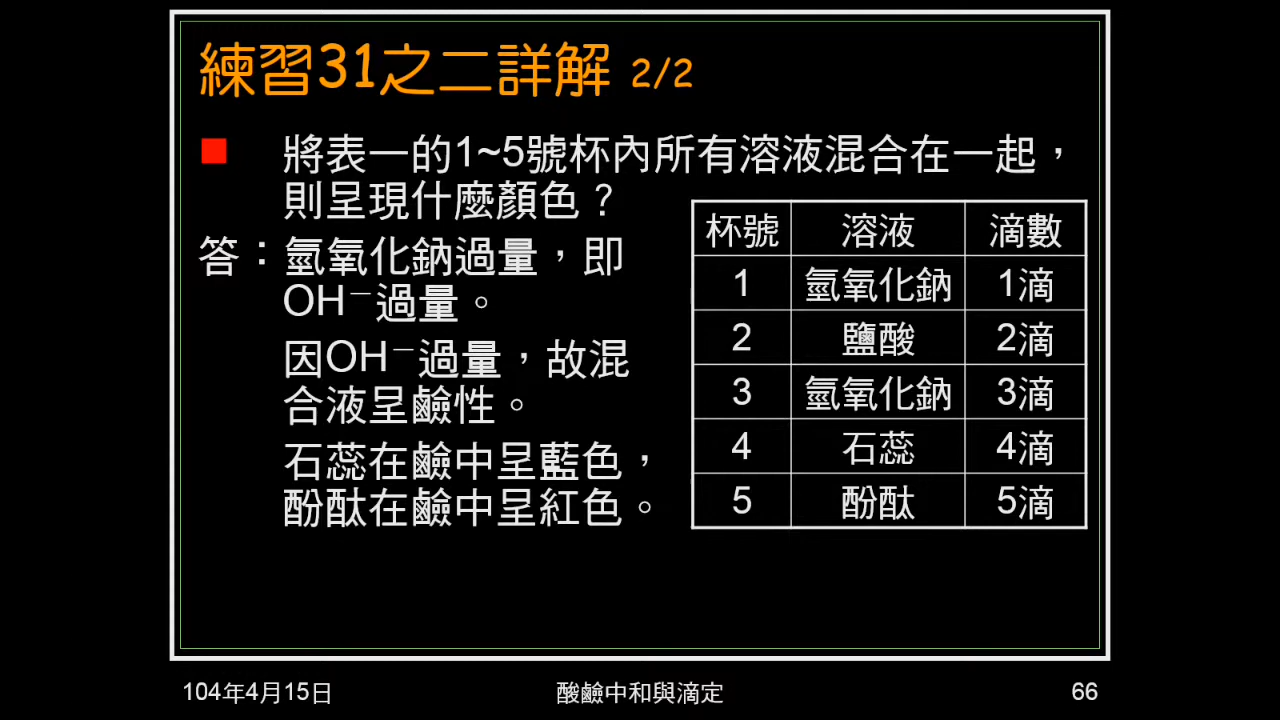 練習31之二詳解 2/2
將表一的1~5號杯內所有溶液混合在一起，
則呈現什麼顏色？
答：氫氧化鈉過量，即
OH－過量。
因OH－過量，故混
合液呈鹼性。
石蕊在鹼中呈藍色，
酚酞在鹼中呈紅色。
杯號 溶液 滴數
1 氫氧化鈉 1滴
2 鹽酸 2滴
3 氫氧化鈉 3滴
4 石蕊 4滴
5 酚酞 5滴
104年4月15日 酸鹼中和與滴定 66